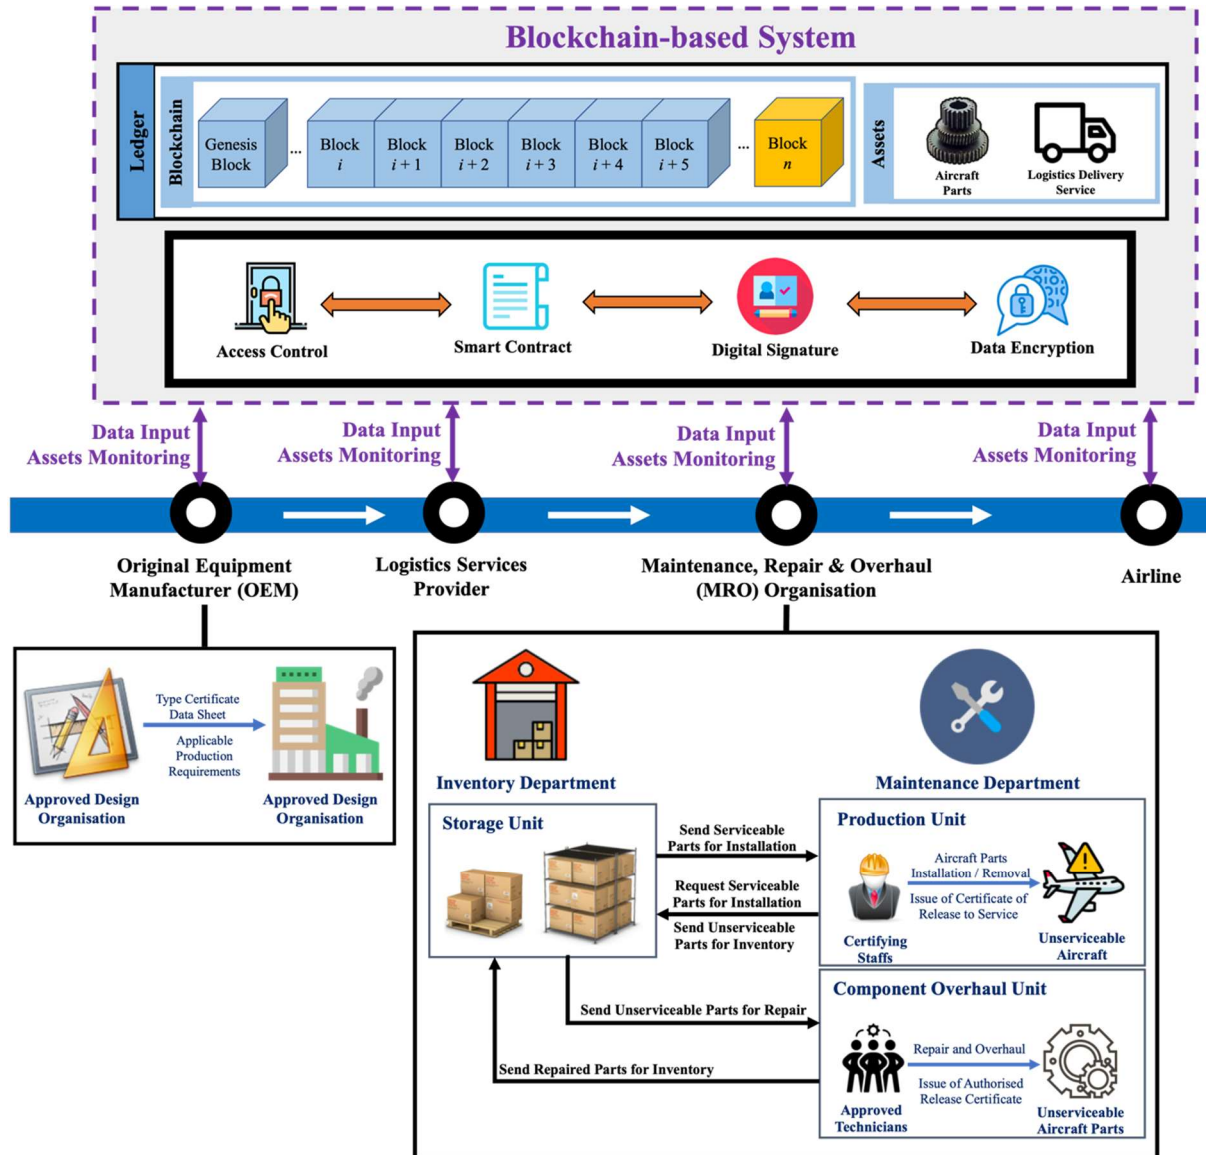 Blockchain-based System
Ledger
Blockchain
Genesis
Block
...
Block
i
Block
i + 1
Block
i + 2
Block
i + 3
Block
i + 4
Block
i + 5
...
Block
n
Assets
Aircraft
Parts
Logistics Delivery
Service
Access Control
Smart Contract
Digital Signature
Data Encryption
Data Input
Assets Monitoring
Data Input
Assets Monitoring
Data Input
Assets Monitoring
Data Input
Assets Monitoring
Original Equipment
Manufacturer (OEM)
Logistics Services
Provider
Maintenance, Repair & Overhaul
(MRO) Organisation
Airline
Type Certificate
Data Sheet
Applicable
Production
Requirements
Approved Design
Organisation
Approved Design
Organisation
Inventory Department
Maintenance Department
Storage Unit
Send Serviceable
Parts for Installation
Request Serviceable
Parts for Installation
Send Unserviceable
Parts for Inventory
Production Unit
Aircraft Parts
Installation / Removal
Issue of Certificate of
Release to Service
Certifying
Staffs
Unserviceable
Aircraft
Send Unserviceable Parts for Repair
Send Repaired Parts for Inventory
Component Overhaul Unit
Repair and Overhaul
Issue of Authorised
Release Certificate
Approved
Technicians
Unserviceable
Aircraft Parts